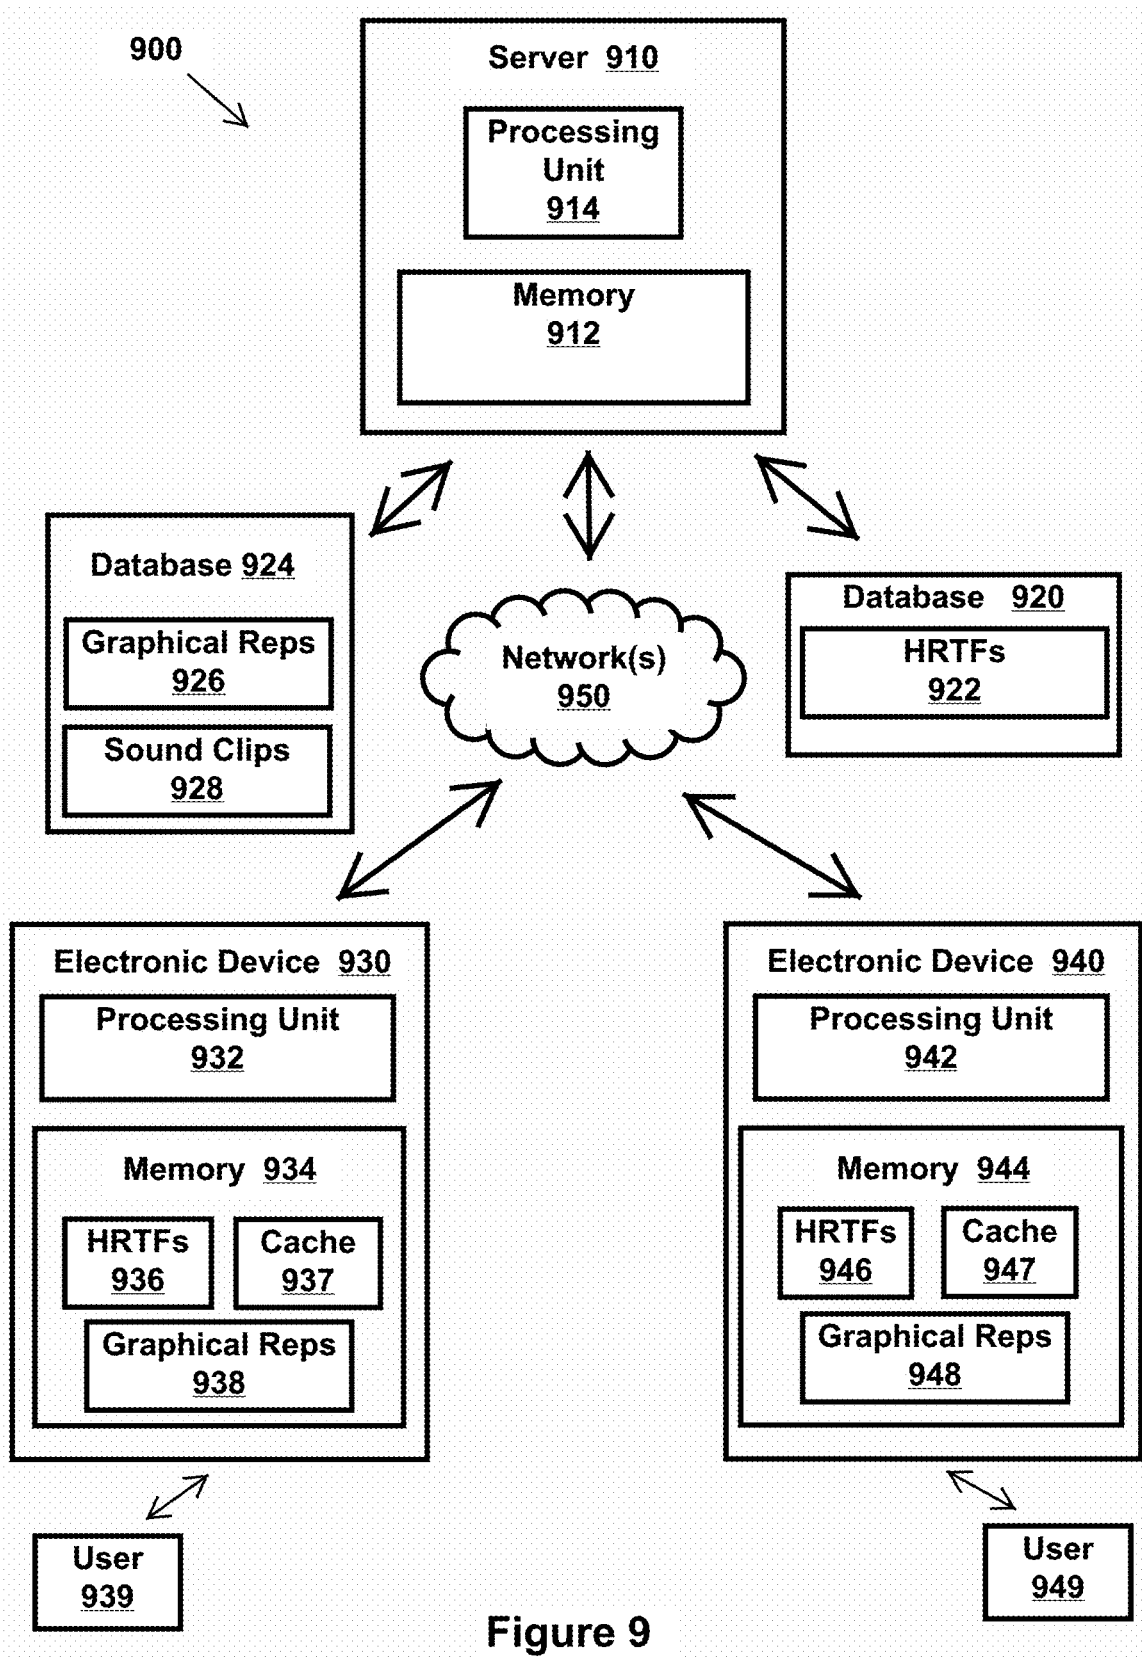 900
Server 910
Processing
Unit
914
Memory
912
Database 924
Graphical Reps
926
Sound Clips
928
Network(s)
950
Database 920
HRTFs
922
Electronic Device 930
Processing Unit
932
Memory 934
HRTFs
936
Cache
937
Graphical Reps
938
User
939
Electronic Device 940
Processing Unit
942
Memory 944
HRTFs
946
Cache
947
Graphical Reps
948
User
949
Figure 9